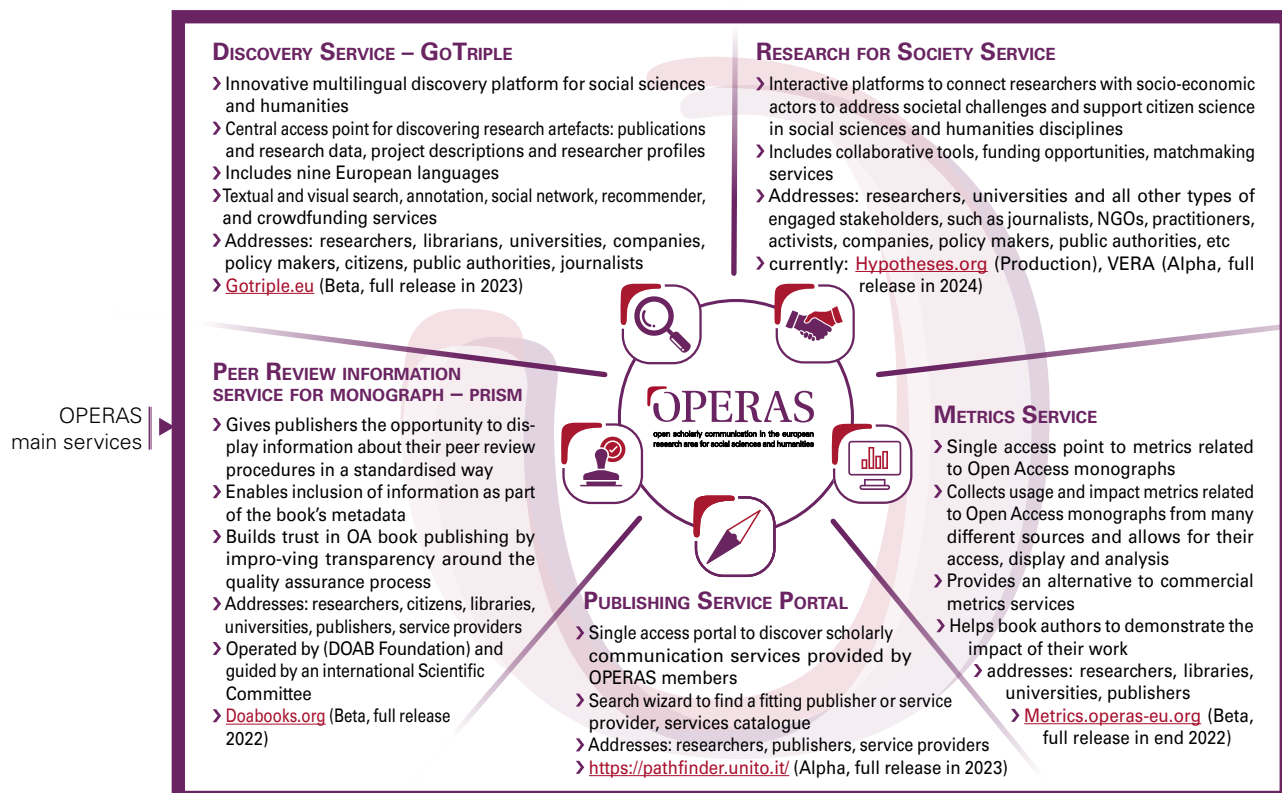 OPERAS
main services
DISCOVERY SERVICE – GOTRIPLE
❯ Innovative multilingual discovery platform for social sciences
and humanities
❯ Central access point for discovering research artefacts: publications
and research data, project descriptions and researcher profiles
❯ Includes nine European languages
❯ Textual and visual search, annotation, social network, recommender,
and crowdfunding services
❯ Addresses: researchers, librarians, universities, companies,
policy makers, citizens, public authorities, journalists
❯ Gotriple.eu (Beta, full release in 2023)
RESEARCH FOR SOCIETY SERVICE
❯ Interactive platforms to connect researchers with socio-economic
actors to address societal challenges and support citizen science
in social sciences and humanities disciplines
❯ Includes collaborative tools, funding opportunities, matchmaking
services
❯ Addresses: researchers, universities and all other types of
engaged stakeholders, such as journalists, NGOs, practitioners,
activists, companies, policy makers, public authorities, etc
❯ currently: Hypotheses.org (Production), VERA (Alpha, full
release in 2024)
PEER REVIEW INFORMATION
SERVICE FOR MONOGRAPH – PRISM
❯ Gives publishers the opportunity to dis-
play information about their peer review
procedures in a standardised way
❯ Enables inclusion of information as part
of the book's metadata
❯ Builds trust in OA book publishing by
impro-ving transparency around the
quality assurance process
❯ Addresses: researchers, citizens, libraries,
universities, publishers, service providers
❯ Operated by (DOAB Foundation) and
guided by an international Scientific
Committee
❯ Doabooks.org (Beta, full release
2022)
OPERAS
open scholarly communication in the european
research area for social sciences and humanities
METRICS SERVICE
❯ Single access point to metrics related
to Open Access monographs
❯ Collects usage and impact metrics related
to Open Access monographs from many
different sources and allows for their
access, display and analysis
❯ Provides an alternative to commercial
metrics services
❯ Helps book authors to demonstrate the
impact of their work
❯ addresses: researchers, libraries,
universities, publishers
❯ Metrics.operas-eu.org (Beta,
full release in end 2022)
PUBLISHING SERVICE PORTAL
❯ Single access portal to discover scholarly
communication services provided by
OPERAS members
❯ Search wizard to find a fitting publisher or service
provider, services catalogue
❯ Addresses: researchers, publishers, service providers
❯ https://pathfinder.unito.it/ (Alpha, full release in 2023)